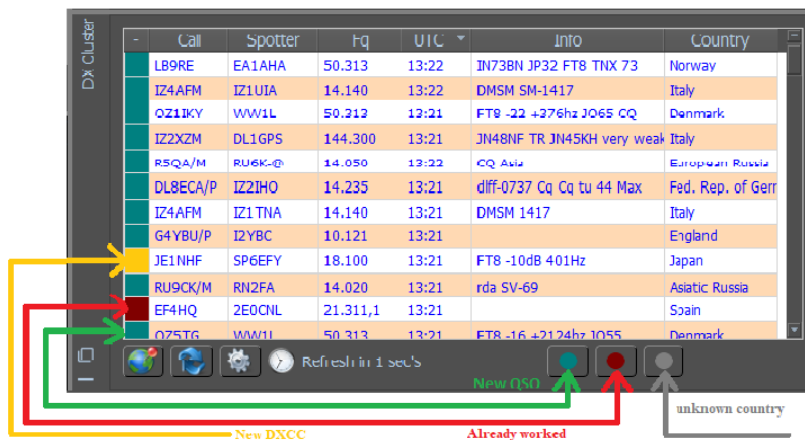 DX Cluster
- Call Spotter Fq UTC Info Country
LB9RE EA1AHA 50.313 13:22 IN73BN JP32 FT8 TNX 73 Norway
IZ4AFM IZ1UIA 14.140 13:22 DMSM SM-1417 Italy
OZ1IKY WW1L 50.313 13:21 FT8 -22 +376hz JO65 CQ Denmark
IZ2XZM DL1GPS 144.300 13:21 JN48NF TR JN45KH very weak Italy
R5QA/M RU6K-@ 14.050 13:22 CQ Asia European Russia
DL8ECA/P IZ2IHO 14.235 13:21 dlff-0737 Cq Cq tu 44 Max Fed. Rep. of Gerr
IZ4AFM IZ1TNA 14.140 13:21 DMSM 1417 Italy
G4YBU/P I2YBC 10.121 13:21 England
JE1NHF SP6EFY 18.100 13:21 FT8 -10dB 401Hz Japan
RU9CK/M RN2FA 14.020 13:21 rda SV-69 Asiatic Russia
EF4HQ 2E0CNL 21.311,1 13:21 Spain
OZ5TG WW1L 50.313 13:21 FT8 -16 +2124hz JO55 Denmark
Refresh in 1 sec's
New QSO
unknown country
New DXCC
Already worked